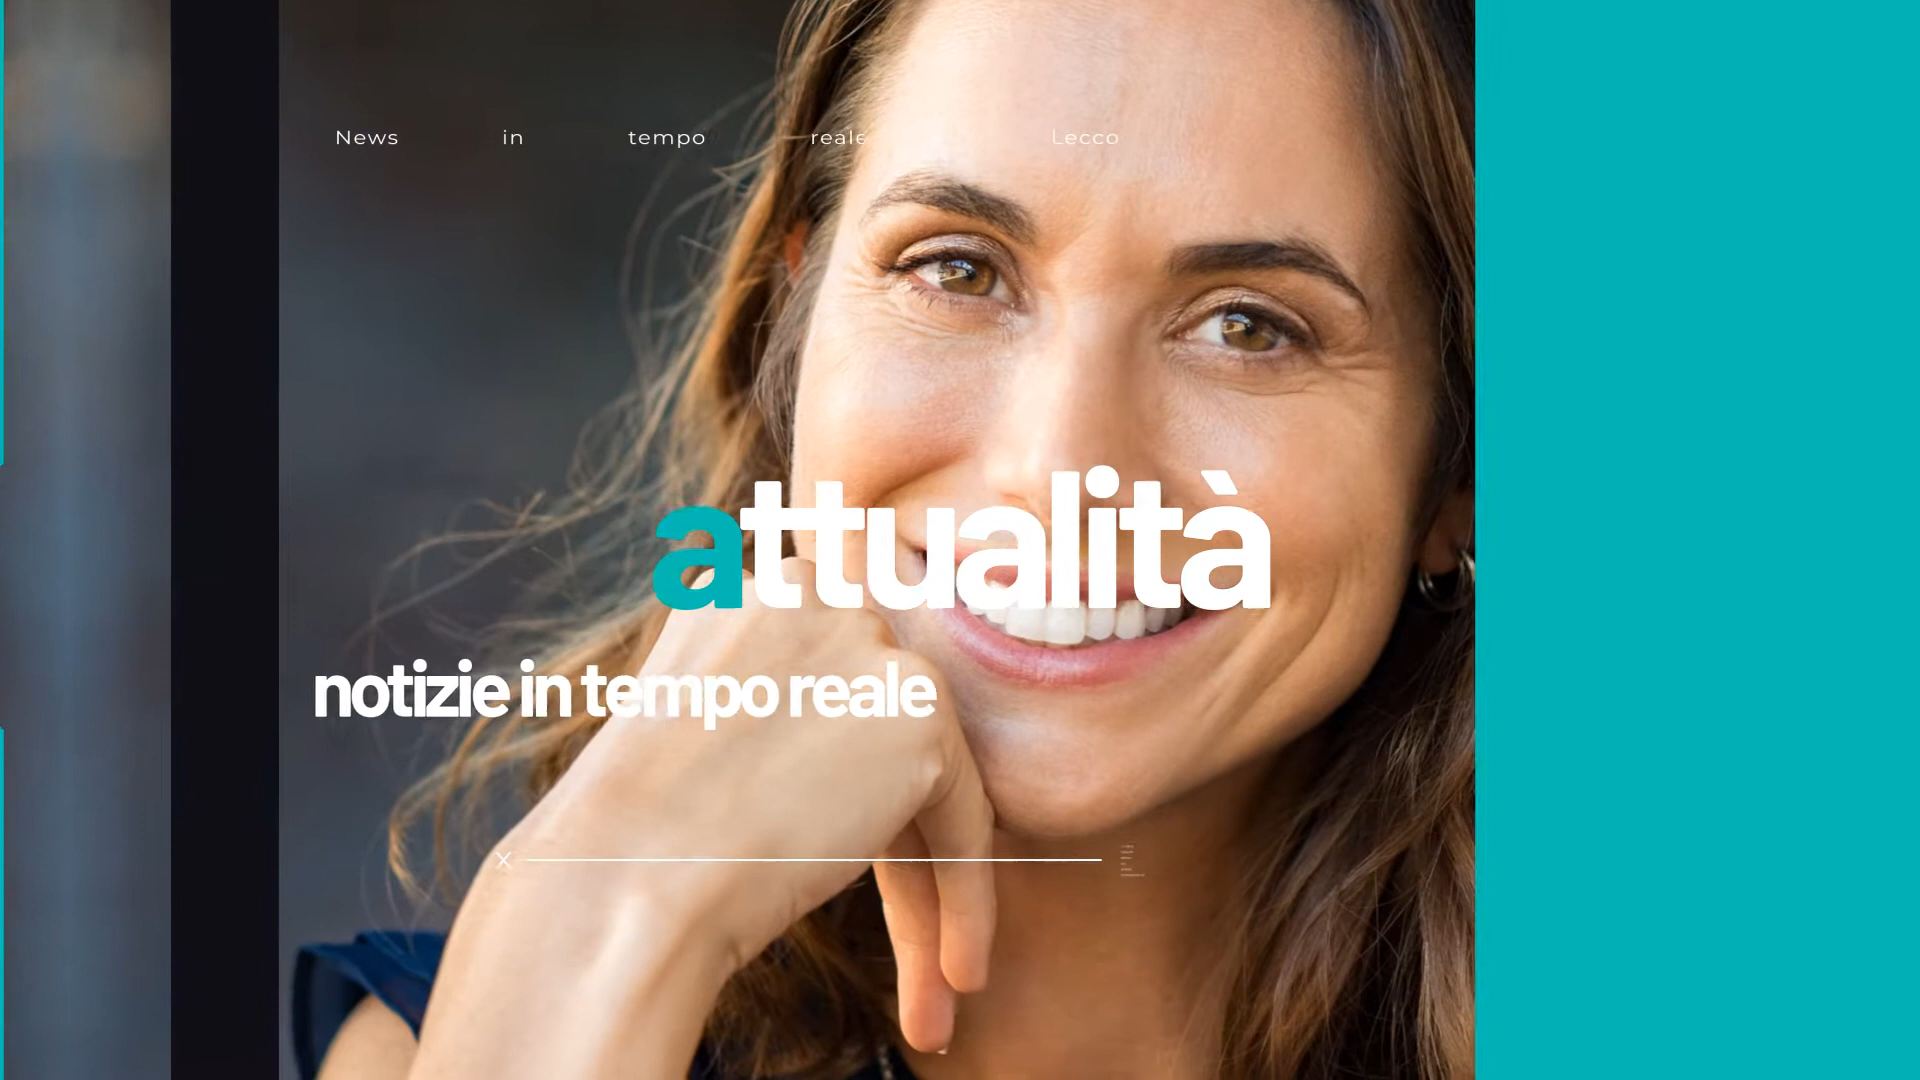 News in tempo reale Lecco
attualità
notizie in tempo reale